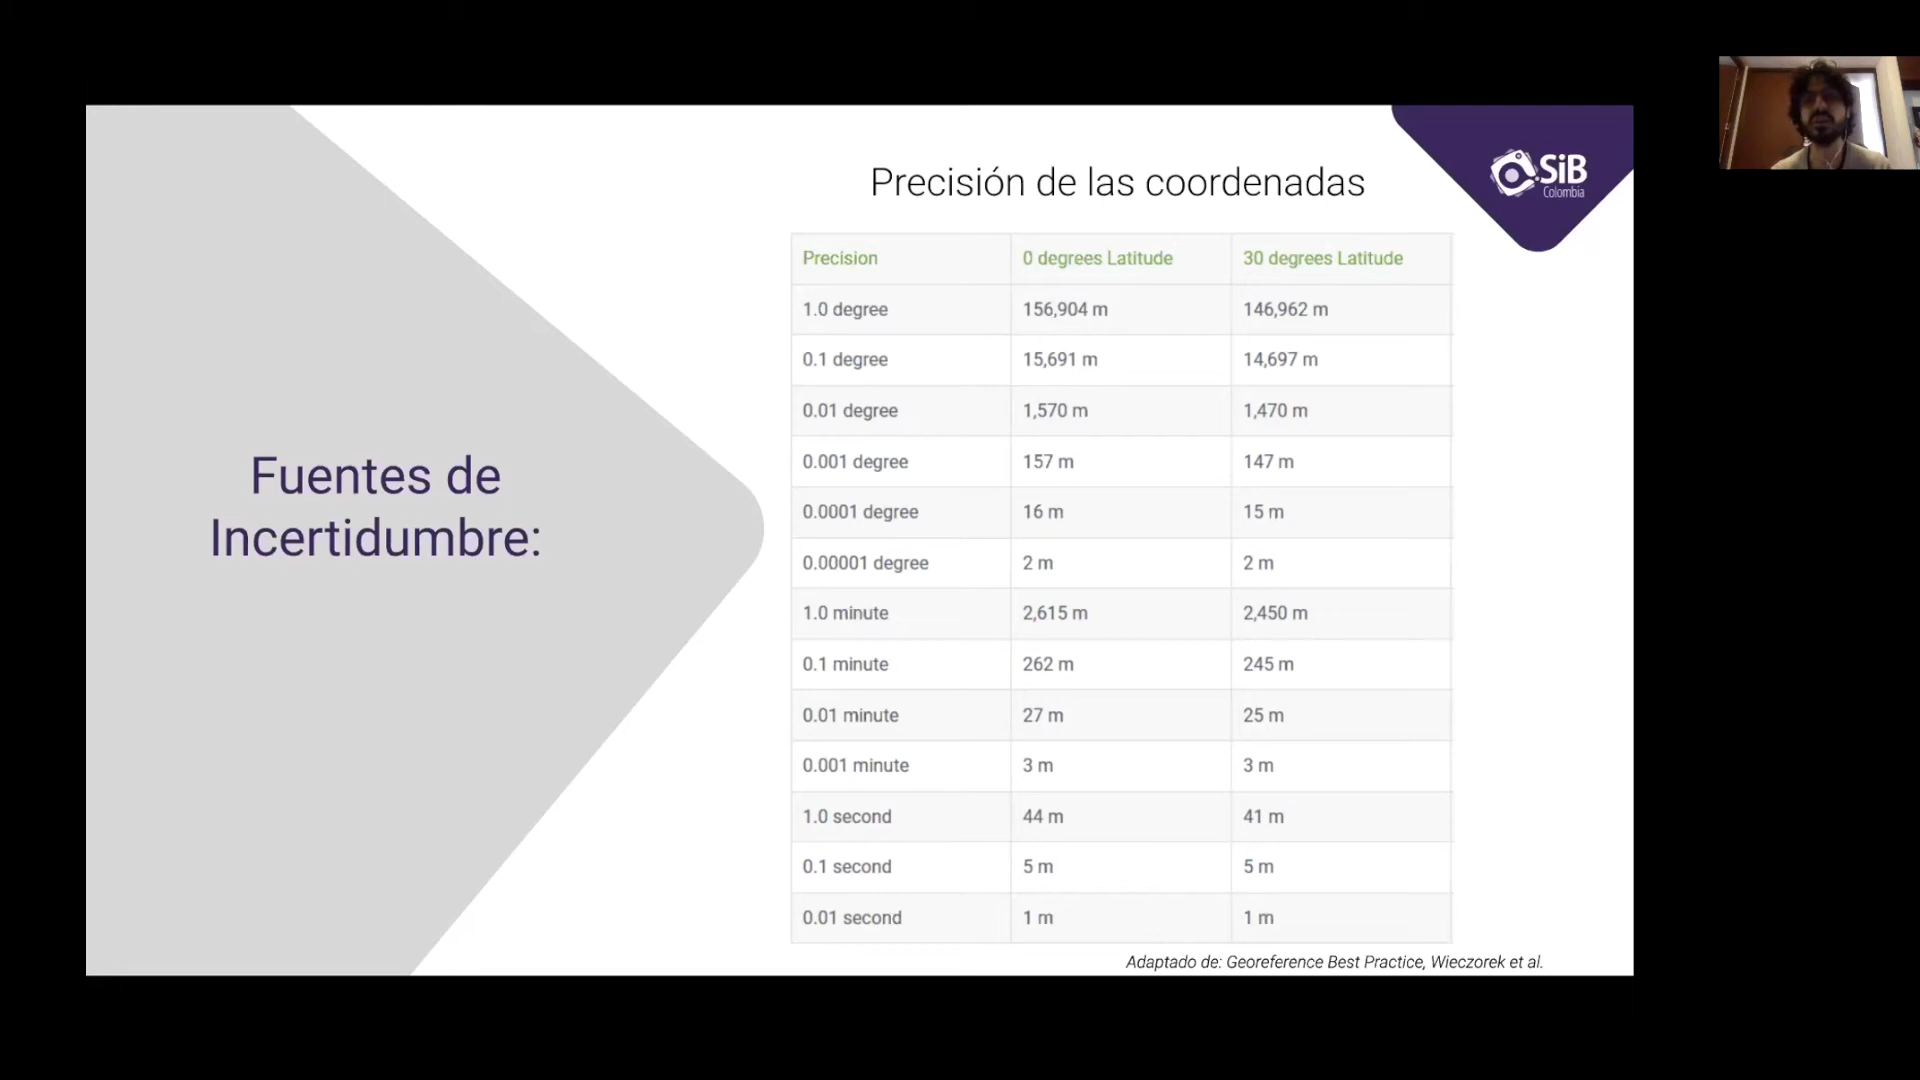 Precisión de las coordenadas
SiB
Colombia
Fuentes de
Incertidumbre:
Precision 0 degrees Latitude 30 degrees Latitude
1.0 degree 156,904 m 146,962 m
0.1 degree 15,691 m 14,697 m
0.01 degree 1,570 m 1,470 m
0.001 degree 157 m 147 m
0.0001 degree 16 m 15 m
0.00001 degree 2 m 2 m
1.0 minute 2,615 m 2,450 m
0.1 minute 262 m 245 m
0.01 minute 27 m 25 m
0.001 minute 3 m 3 m
1.0 second 44 m 41 m
0.1 second 5 m 5 m
0.01 second 1 m 1 m
Adaptado de: Georeference Best Practice, Wieczorek et al.